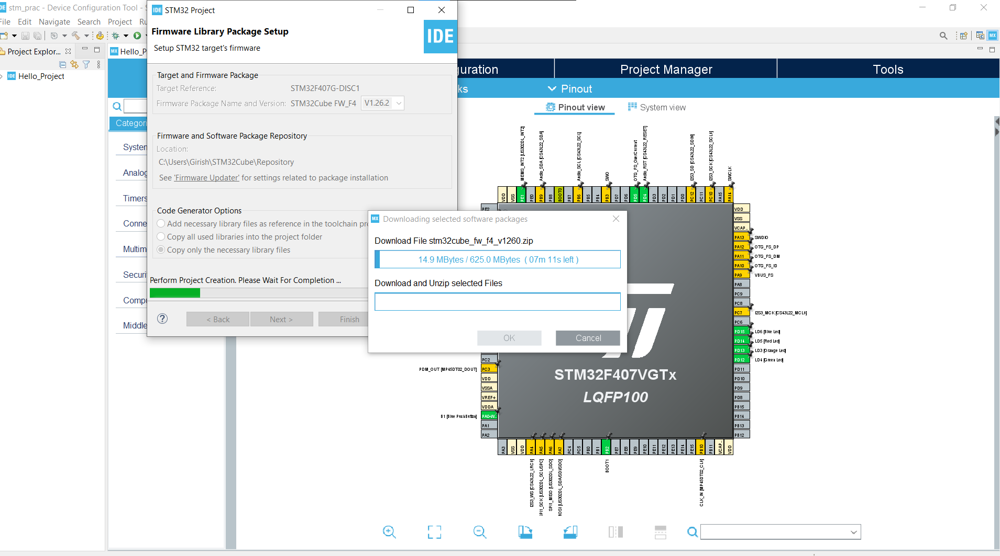 IDE stm_prac - Device Configuration Tool - S
File Edit Navigate Search Project Ru
Project Explor...
IDE Hello_Project
IDE STM32 Project
Firmware Library Package Setup
Setup STM32 target's firmware
IDE
Target and Firmware Package
Target Reference: STM32F407G-DISC1
Firmware Package Name and Version: STM32Cube FW_F4 V1.26.2
Firmware and Software Package Repository
Location:
C:\Users\Girish\STM32Cube\Repository
See 'Firmware Updater' for settings related to package installation
Code Generator Options
Add necessary library files as reference in the toolchain pr
Copy all used libraries into the project folder
Copy only the necessary library files
Perform Project Creation. Please Wait For Completion ...
? < Back Next > Finish
MX Downloading selected software packages
Download File stm32cube_fw_f4_v1260.zip
14.9 MBytes / 625.0 MBytes ( 07m 11s left )
Download and Unzip selected Files
OK Cancel
MX
MX Hello_P
uration Project Manager Tools
ks Pinout
Pinout view System view
Categori
System
Analog
Timers
Conne
Multim
Securi
Compu
Middle
MEMS_INT2 [LIS302DL_INT2]
Audio_SDA [CS43L22_SDA]
Audio_SCL [CS43L22_SCL]
SWO
OTG_FS_OverCurrent
Audio_RST [CS43L22_RESET]
I2S3_SD [CS43L22_SDIN]
I2S3_SCK [CS43L22_SCLK]
SWCLK
VDD VSS PE1 PE0 PB9 PB8 BOOT0 PB7 PB6 PB5 PB4 PB3 PD7 PD6 PD5 PD4 PD3 PD2 PD1 PD0 PC12 PC11 PC10 PA15 PA14
PE2
VDD
VSS
VCAP..
PA13 SWDIO
PA12 OTG_FS_DP
PA11 OTG_FS_DM
PA10 OTG_FS_ID
PA9 VBUS_FS
PA8
PC9
PC8
PC7 I2S3_MCK [CS43L22_MCLK]
PC6
PD15 LD6 [Blue Led]
PD14 LD5 [Red Led]
PD13 LD3 [Orange Led]
PD12 LD4 [Green Led]
PD11
PD10
PD9
PD8
PB15
PB14
PB13
PB12
PC2
PDM_OUT [MP45DT02_DOUT] PC3
VDD
VSSA
VREF+
VDDA
B1 [Blue PushButton] PA0-W..
PA1
PA2
STM32F407VGTx
LQFP100
PA3 VSS VDD PA4 PA5 PA6 PA7 PC4 PC5 PB0 PB1 PB2 PE7 PE8 PE9 PE10 PE11 PE12 PE13 PE14 PE15 PB10 PB11 VCAP.. VDD
I2S3_WS [CS43L22_LRCK]
SPI1_SCK [LIS302DL_SCL/SPC]
SPI1_MISO [LIS302DL_SDO]
MOSI [LIS302DL_SDA/SDI/SDO]
BOOT1
CLK_IN [MP45DT02_CLK]